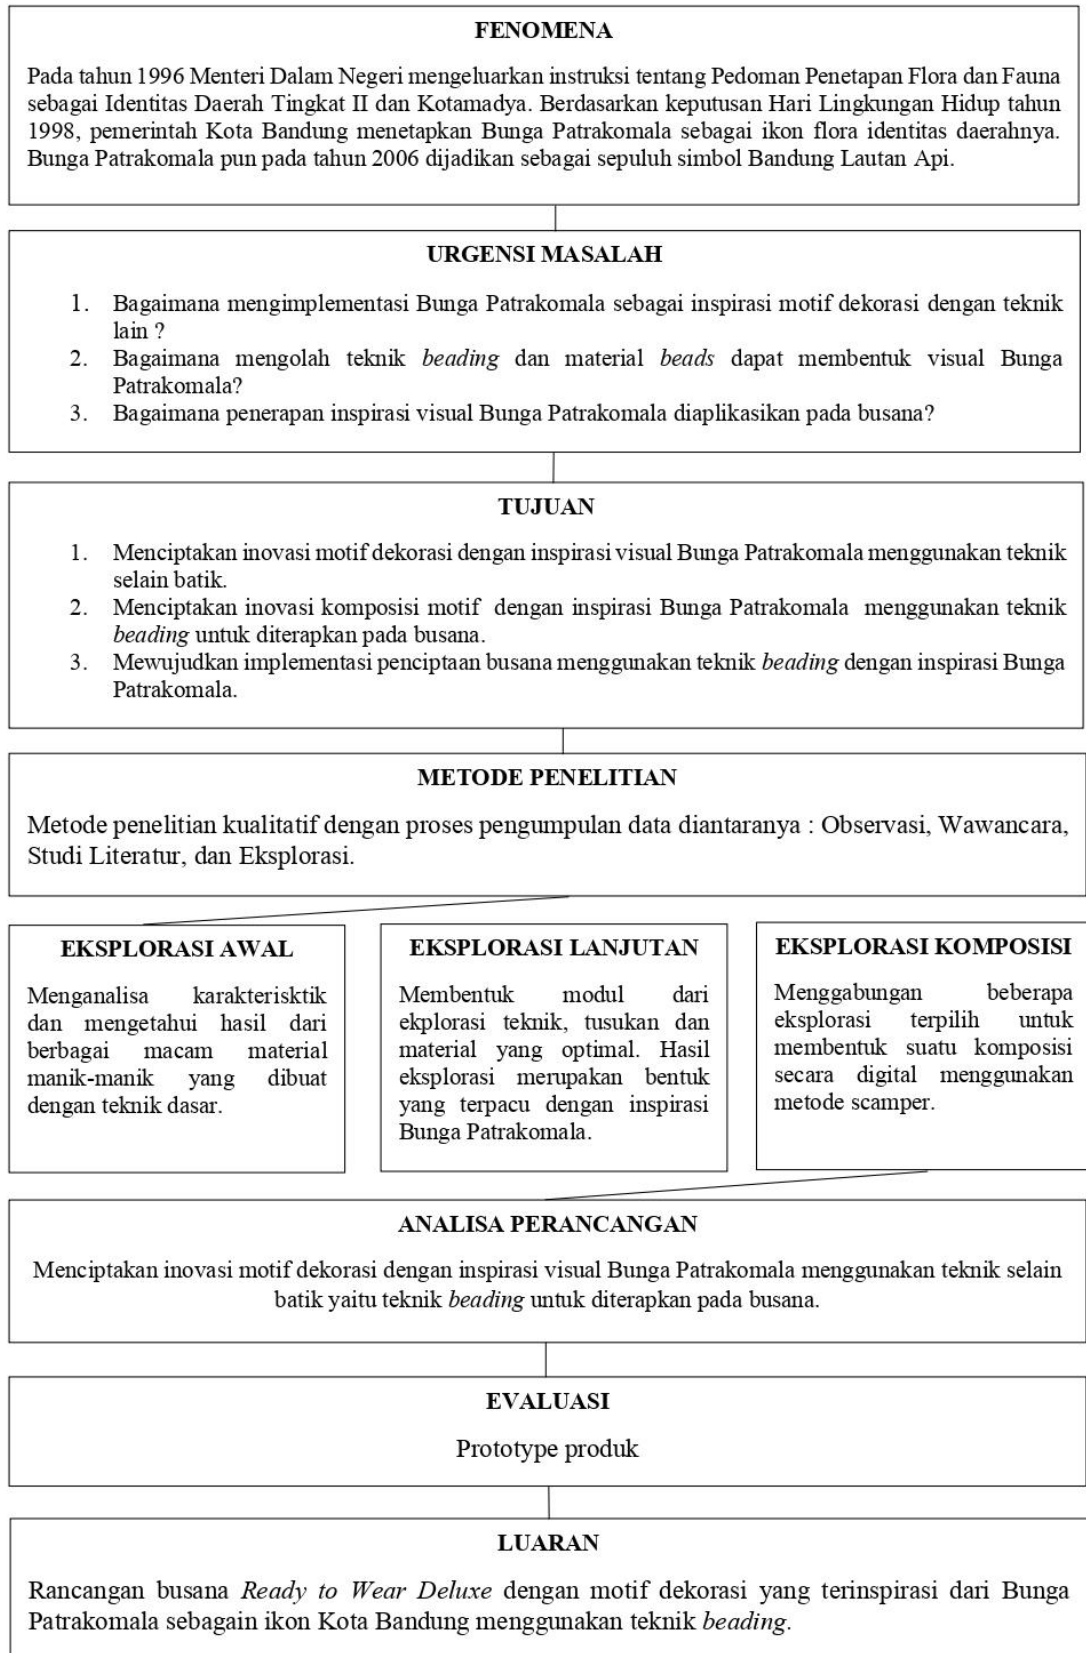 FENOMENA
Pada tahun 1996 Menteri Dalam Negeri mengeluarkan instruksi tentang Pedoman Penetapan Flora dan Fauna
sebagai Identitas Daerah Tingkat II dan Kotamadya. Berdasarkan keputusan Hari Lingkungan Hidup tahun
1998, pemerintah Kota Bandung menetapkan Bunga Patrakomala sebagai ikon flora identitas daerahnya.
Bunga Patrakomala pun pada tahun 2006 dijadikan sebagai sepuluh simbol Bandung Lautan Api.
URGENSI MASALAH
1. Bagaimana mengimplementasi Bunga Patrakomala sebagai inspirasi motif dekorasi dengan teknik
lain ?
2. Bagaimana mengolah teknik beading dan material beads dapat membentuk visual Bunga
Patrakomala?
3. Bagaimana penerapan inspirasi visual Bunga Patrakomala diaplikasikan pada busana?
TUJUAN
1. Menciptakan inovasi motif dekorasi dengan inspirasi visual Bunga Patrakomala menggunakan teknik
selain batik.
2. Menciptakan inovasi komposisi motif dengan inspirasi Bunga Patrakomala menggunakan teknik
beading untuk diterapkan pada busana.
3. Mewujudkan implementasi penciptaan busana menggunakan teknik beading dengan inspirasi Bunga
Patrakomala.
METODE PENELITIAN
Metode penelitian kualitatif dengan proses pengumpulan data diantaranya : Observasi, Wawancara,
Studi Literatur, dan Eksplorasi.
EKSPLORASI AWAL
Menganalisa karakterisktik
dan mengetahui hasil dari
berbagai macam material
manik-manik yang dibuat
dengan teknik dasar.
EKSPLORASI LANJUTAN
Membentuk modul dari
ekplorasi teknik, tusukan dan
material yang optimal. Hasil
eksplorasi merupakan bentuk
yang terpacu dengan inspirasi
Bunga Patrakomala.
EKSPLORASI KOMPOSISI
Menggabungan beberapa
eksplorasi terpilih untuk
membentuk suatu komposisi
secara digital menggunakan
metode scamper.
ANALISA PERANCANGAN
Menciptakan inovasi motif dekorasi dengan inspirasi visual Bunga Patrakomala menggunakan teknik selain
batik yaitu teknik beading untuk diterapkan pada busana.
EVALUASI
Prototype produk
LUARAN
Rancangan busana Ready to Wear Deluxe dengan motif dekorasi yang terinspirasi dari Bunga
Patrakomala sebagain ikon Kota Bandung menggunakan teknik beading.